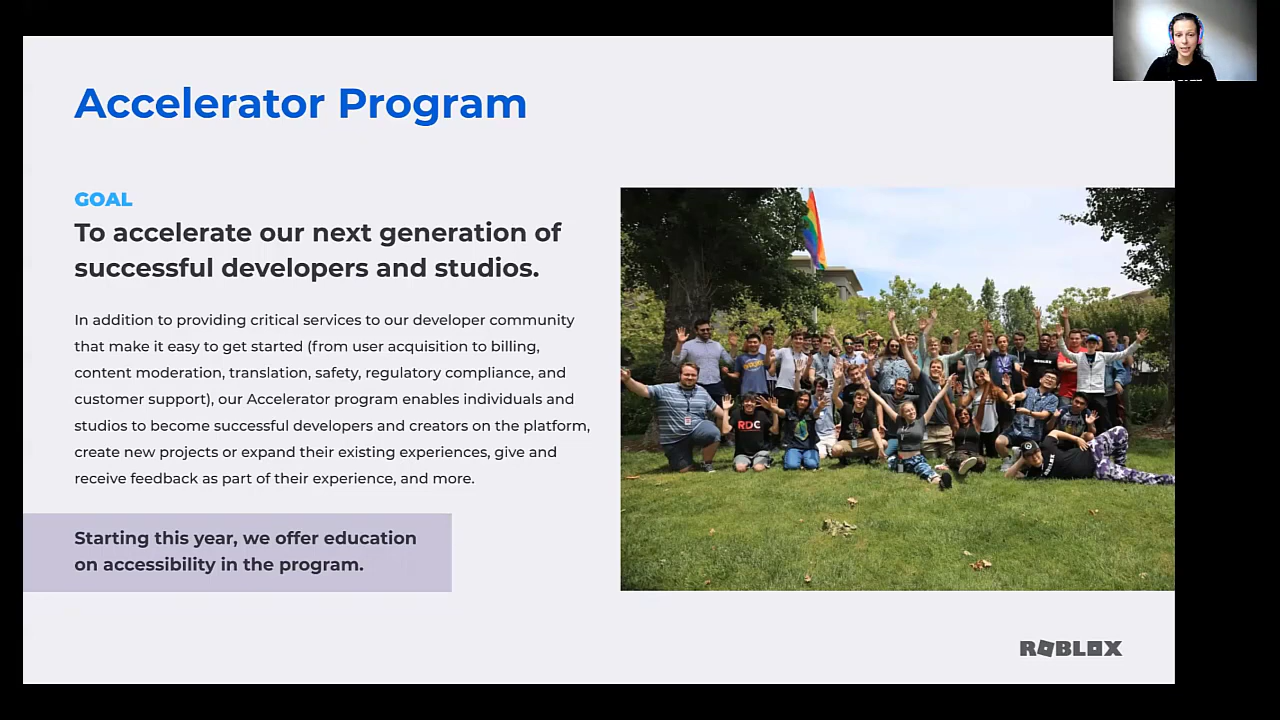 Accelerator Program
GOAL
To accelerate our next generation of
successful developers and studios.
In addition to providing critical services to our developer community
that make it easy to get started (from user acquisition to billing,
content moderation, translation, safety, regulatory compliance, and
customer support), our Accelerator program enables individuals and
studios to become successful developers and creators on the platform,
create new projects or expand their existing experiences, give and
receive feedback as part of their experience, and more.
Starting this year, we offer education
on accessibility in the program.
RDC
ROBLOX